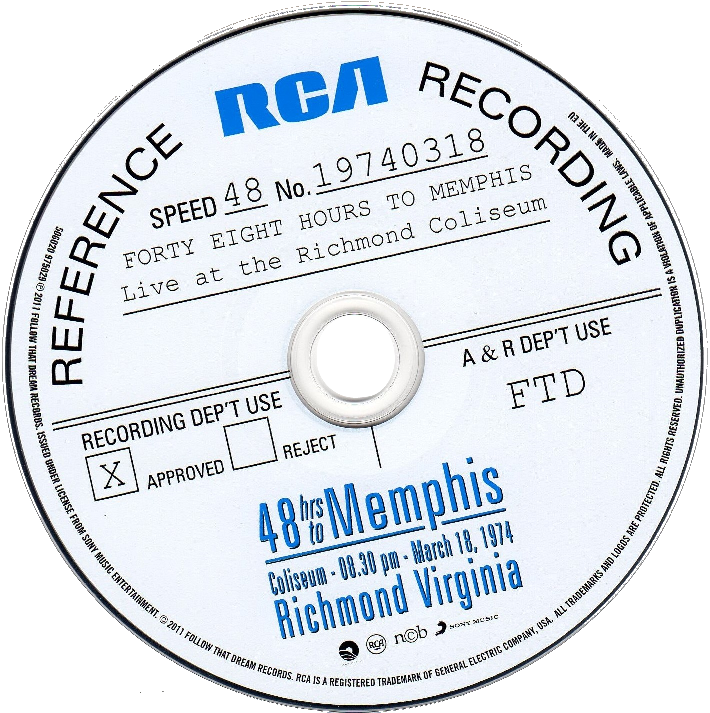 RCA
REFERENCE RECORDING
SPEED 48 No. 19740318
FORTY EIGHT HOURS TO MEMPHIS
Live at the Richmond Coliseum
RECORDING DEP'T USE
X APPROVED REJECT
A & R DEP'T USE
FTD
48 hrs to Memphis
Coliseum - 08.30 pm - March 18, 1974
Richmond Virginia
RCA ncb SONY MUSIC
506020 975029 ℗ 2011 FOLLOW THAT DREAM RECORDS. ISSUED UNDER LICENSE FROM SONY MUSIC ENTERTAINMENT. © 2011 FOLLOW THAT DREAM RECORDS. RCA IS A REGISTERED TRADEMARK OF GENERAL ELECTRIC COMPANY, USA. ALL TRADEMARKS AND LOGOS ARE PROTECTED. ALL RIGHTS RESERVED. UNAUTHORIZED DUPLICATION IS A VIOLATION OF APPLICABLE LAWS. MADE IN THE EU